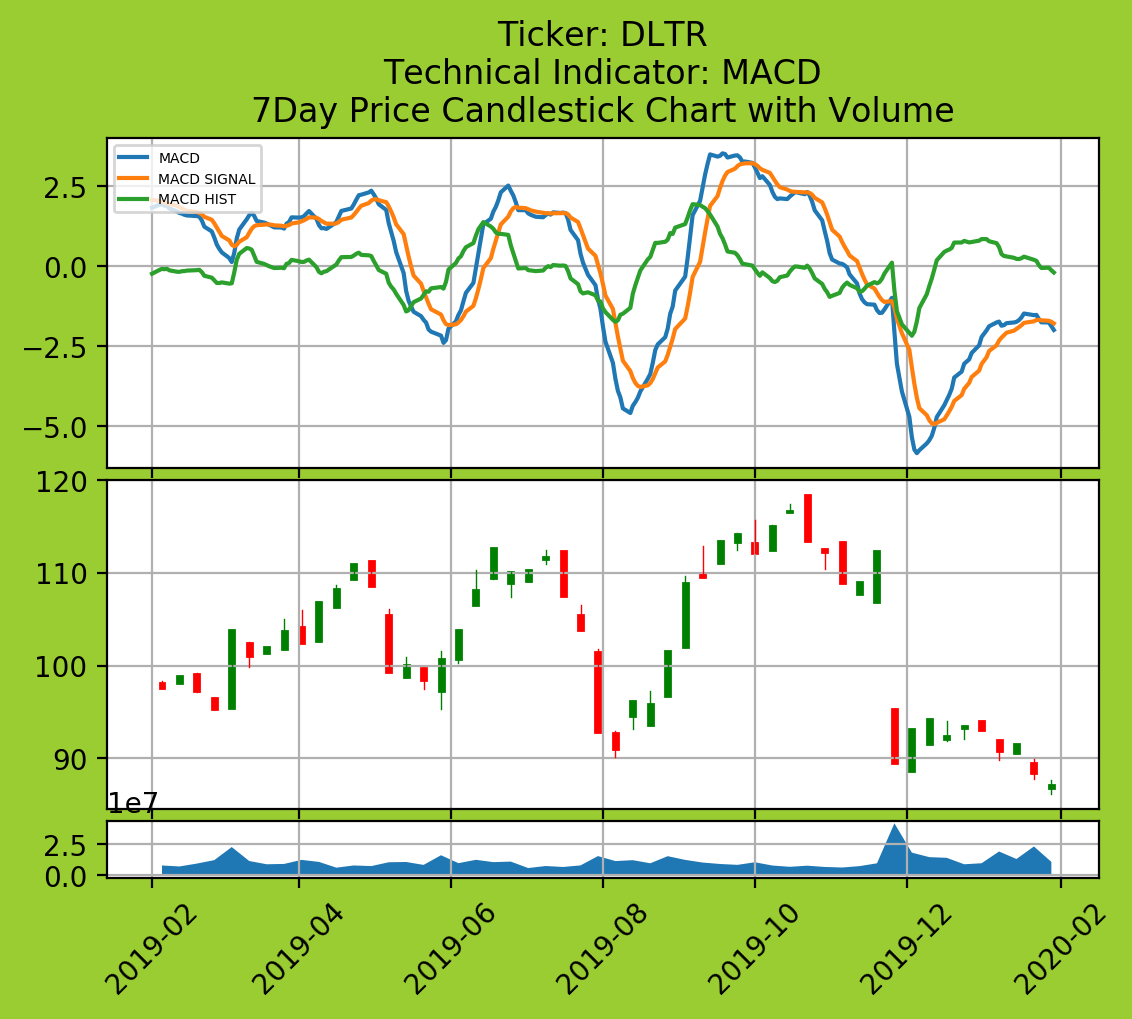 Ticker: DLTR
Technical Indicator: MACD
7Day Price Candlestick Chart with Volume
MACD
MACD SIGNAL
MACD HIST
2.5
0.0
−2.5
−5.0
120
110
100
90
1e7
2.5
0.0
2019-02
2019-04
2019-06
2019-08
2019-10
2019-12
2020-02